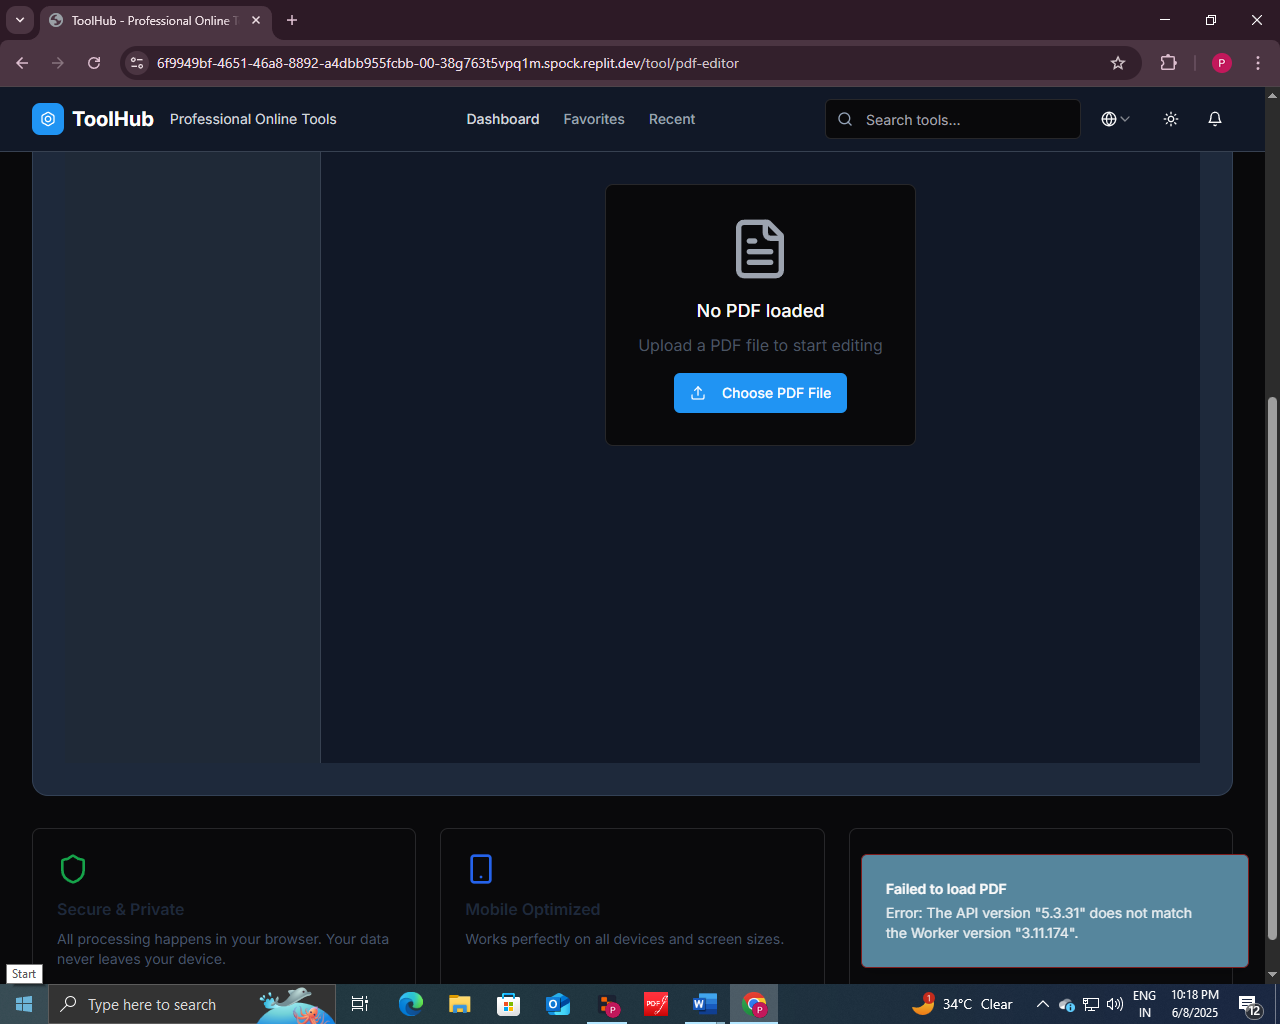 ToolHub - Professional Online T
6f9949bf-4651-46a8-8892-a4dbb955fcbb-00-38g763t5vpq1m.spock.replit.dev/tool/pdf-editor
P
ToolHub
Professional Online Tools
Dashboard
Favorites
Recent
Search tools...
No PDF loaded
Upload a PDF file to start editing
Choose PDF File
Secure & Private
All processing happens in your browser. Your data
never leaves your device.
Mobile Optimized
Works perfectly on all devices and screen sizes.
Failed to load PDF
Error: The API version "5.3.31" does not match
the Worker version "3.11.174".
Start
Type here to search
P
PDF
W
P
1
34°C Clear
ENG
IN
10:18 PM
6/8/2025
12